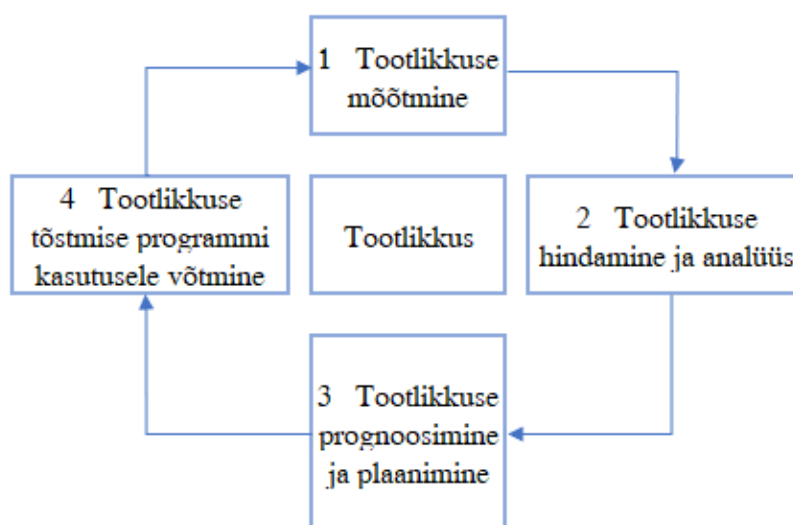 1 Tootlikkuse
mõõtmine
2 Tootlikkuse
hindamine ja analüüs
3 Tootlikkuse
prognoosimine
ja plaanimine
4 Tootlikkuse
tõstmise programmi
kasutusele võtmine
Tootlikkus